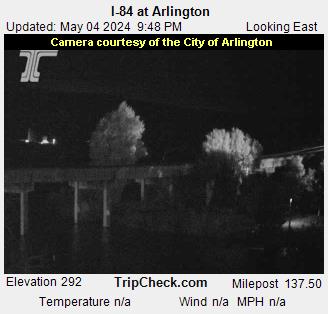 I-84 at Arlington
Updated: May 04 2024 9:48 PM Looking East
Camera courtesy of the City of Arlington
Elevation 292 TripCheck.com Milepost 137.50
Temperature n/a Wind n/a MPH n/a